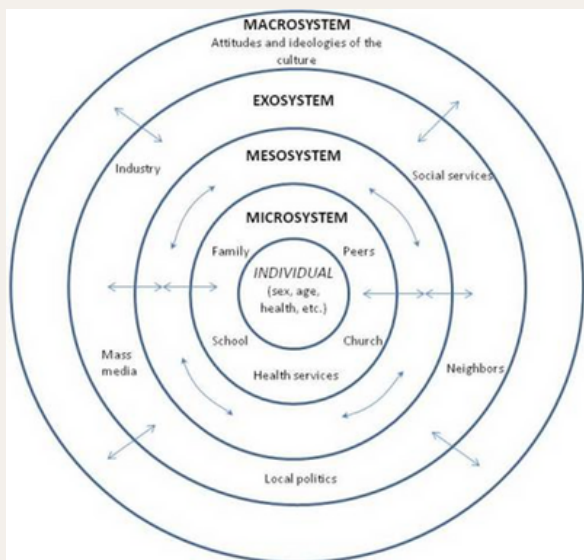 MACROSYSTEM
Attitudes and ideologies of the
culture
EXOSYSTEM
MESOSYSTEM
Industry
Social services
MICROSYSTEM
Family
Peers
INDIVIDUAL
(sex, age,
health, etc.)
School
Church
Mass
media
Health services
Neighbors
Local politics